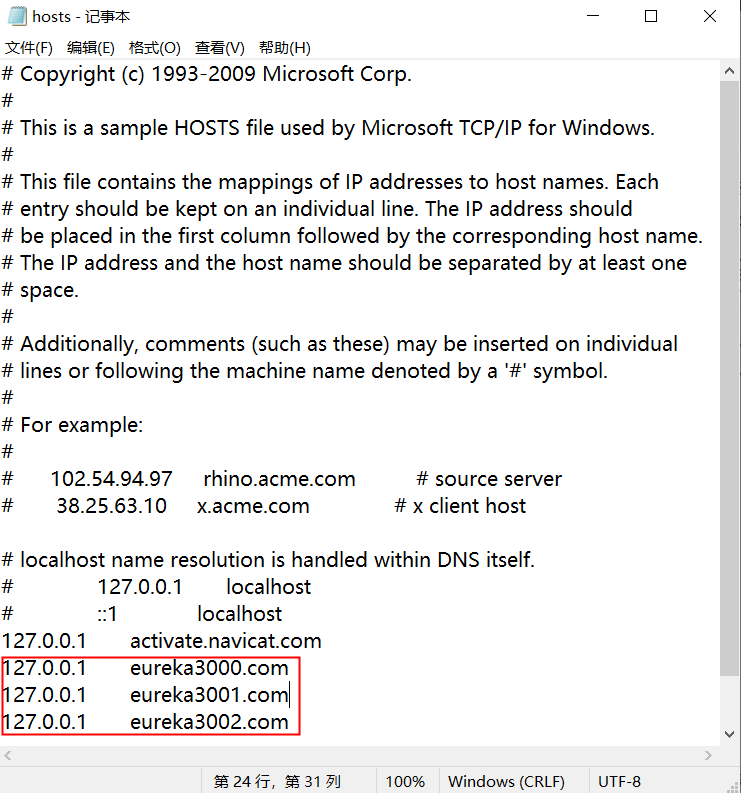 hosts - 记事本
文件(F) 编辑(E) 格式(O) 查看(V) 帮助(H)
# Copyright (c) 1993-2009 Microsoft Corp.
#
# This is a sample HOSTS file used by Microsoft TCP/IP for Windows.
#
# This file contains the mappings of IP addresses to host names. Each
# entry should be kept on an individual line. The IP address should
# be placed in the first column followed by the corresponding host name.
# The IP address and the host name should be separated by at least one
# space.
#
# Additionally, comments (such as these) may be inserted on individual
# lines or following the machine name denoted by a '#' symbol.
#
# For example:
#
# 102.54.94.97 rhino.acme.com # source server
# 38.25.63.10 x.acme.com # x client host
# localhost name resolution is handled within DNS itself.
# 127.0.0.1 localhost
# ::1 localhost
127.0.0.1 activate.navicat.com
127.0.0.1 eureka3000.com
127.0.0.1 eureka3001.com
127.0.0.1 eureka3002.com
第 24 行，第 31 列 100% Windows (CRLF) UTF-8